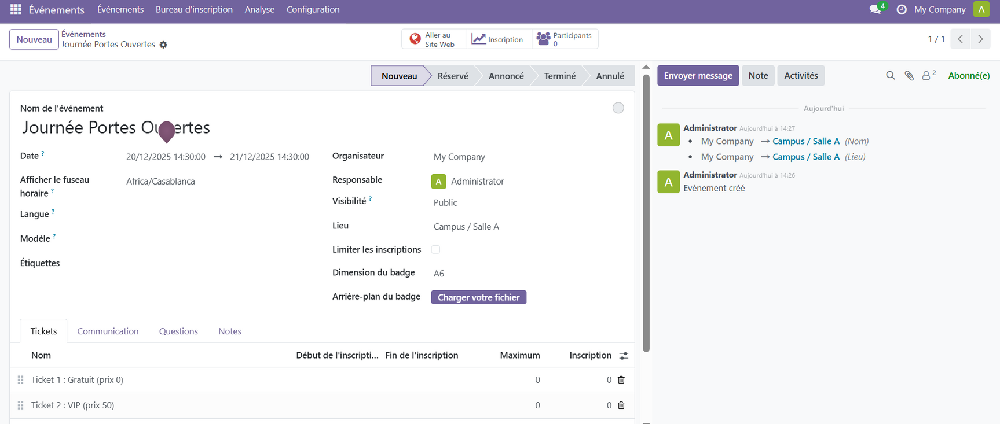 Événements Événements Bureau d'inscription Analyse Configuration 4 My Company A
Nouveau
Événements
Journée Portes Ouvertes
Aller au
Site Web
Inscription
Participants
0
1 / 1
Nouveau Réservé Annoncé Terminé Annulé
Nom de l'événement
Journée Portes Ouvertes
Date ? 20/12/2025 14:30:00 → 21/12/2025 14:30:00
Afficher le fuseau
horaire ? Africa/Casablanca
Langue ?
Modèle ?
Étiquettes
Organisateur My Company
Responsable A Administrator
Visibilité ? Public
Lieu Campus / Salle A
Limiter les inscriptions
Dimension du badge A6
Arrière-plan du badge Charger votre fichier
Tickets Communication Questions Notes
Nom Début de l'inscripti... Fin de l'inscription Maximum Inscription
Ticket 1 : Gratuit (prix 0) 0 0
Ticket 2 : VIP (prix 50) 0 0
Envoyer message Note Activités 2 Abonné(e)
Aujourd'hui
A
Administrator Aujourd'hui à 14:27
• My Company → Campus / Salle A (Nom)
• My Company → Campus / Salle A (Lieu)
A
Administrator Aujourd'hui à 14:26
Evènement créé